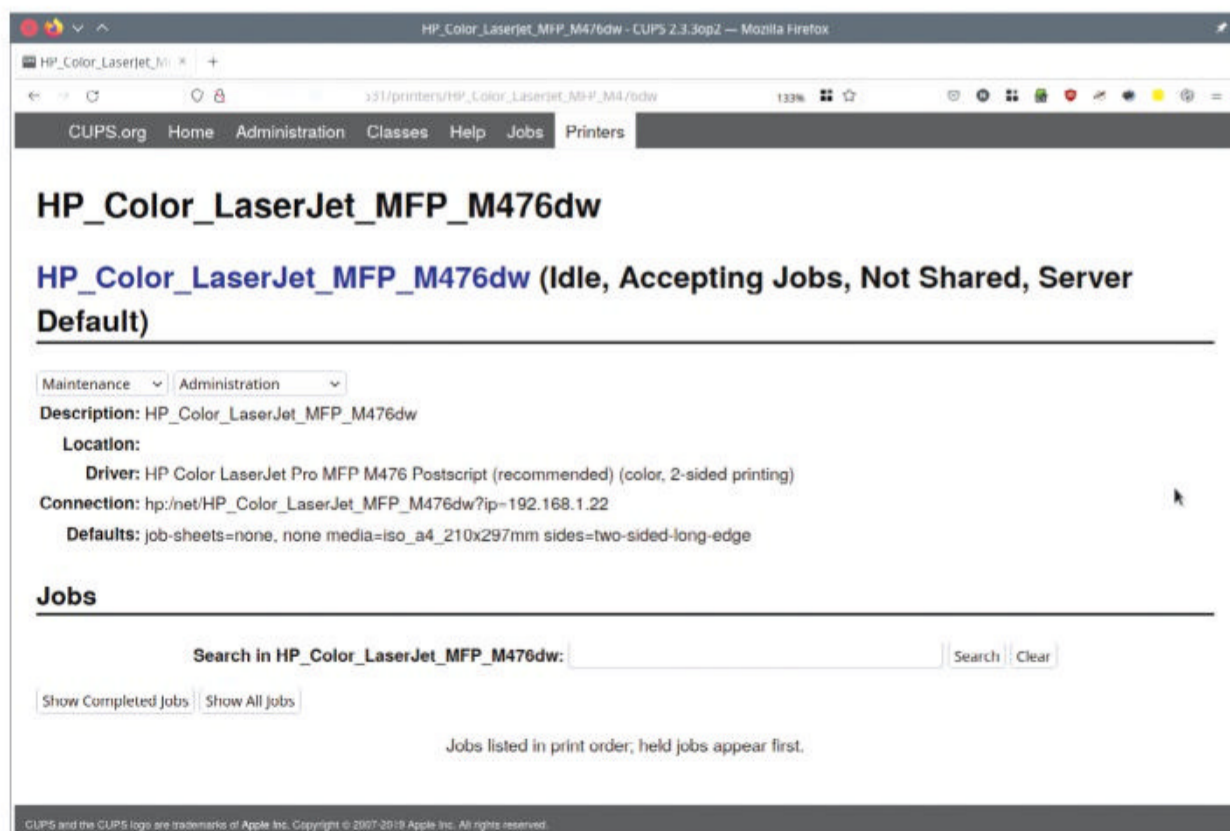 HP_Color_LaserJet_MFP_M476dw - CUPS 2.3.3op2 — Mozilla Firefox
HP_Color_LaserJet_M
631/printers/HP_Color_LaserJet_MFP_M476dw 133%
CUPS.org Home Administration Classes Help Jobs Printers
HP_Color_LaserJet_MFP_M476dw
HP_Color_LaserJet_MFP_M476dw (Idle, Accepting Jobs, Not Shared, Server
Default)
Maintenance Administration
Description: HP_Color_LaserJet_MFP_M476dw
Location:
Driver: HP Color LaserJet Pro MFP M476 Postscript (recommended) (color, 2-sided printing)
Connection: hp:/net/HP_Color_LaserJet_MFP_M476dw?ip=192.168.1.22
Defaults: job-sheets=none, none media=iso_a4_210x297mm sides=two-sided-long-edge
Jobs
Search in HP_Color_LaserJet_MFP_M476dw: Search Clear
Show Completed Jobs Show All Jobs
Jobs listed in print order; held jobs appear first.
CUPS and the CUPS logo are trademarks of Apple Inc. Copyright © 2007-2019 Apple Inc. All rights reserved.